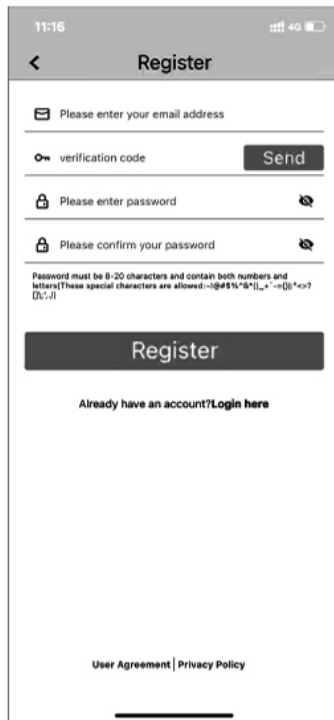 11:16
4G
Register
Please enter your email address
verification code
Send
Please enter password
Please confirm your password
Password must be 8-20 characters and contain both numbers and
letters(These special characters are allowed:
Register
Already have an account?Login here
User Agreement | Privacy Policy